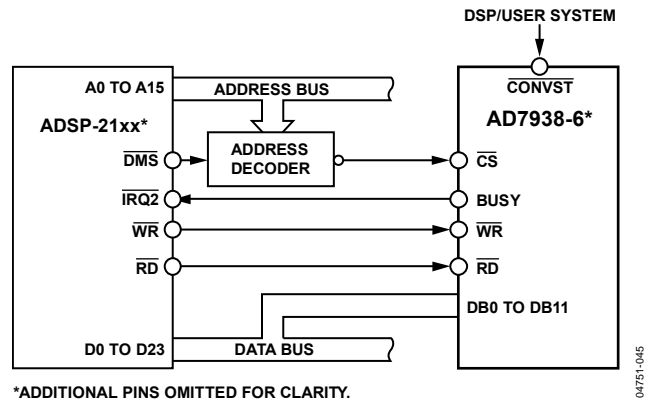 DSP/USER SYSTEM
A0 TO A15
ADDRESS BUS
CONVST
ADSP-21xx*
AD7938-6*
DMS
ADDRESS
DECODER
CS
IRQ2
BUSY
WR
WR
RD
RD
DB0 TO DB11
D0 TO D23
DATA BUS
*ADDITIONAL PINS OMITTED FOR CLARITY.
04751-045